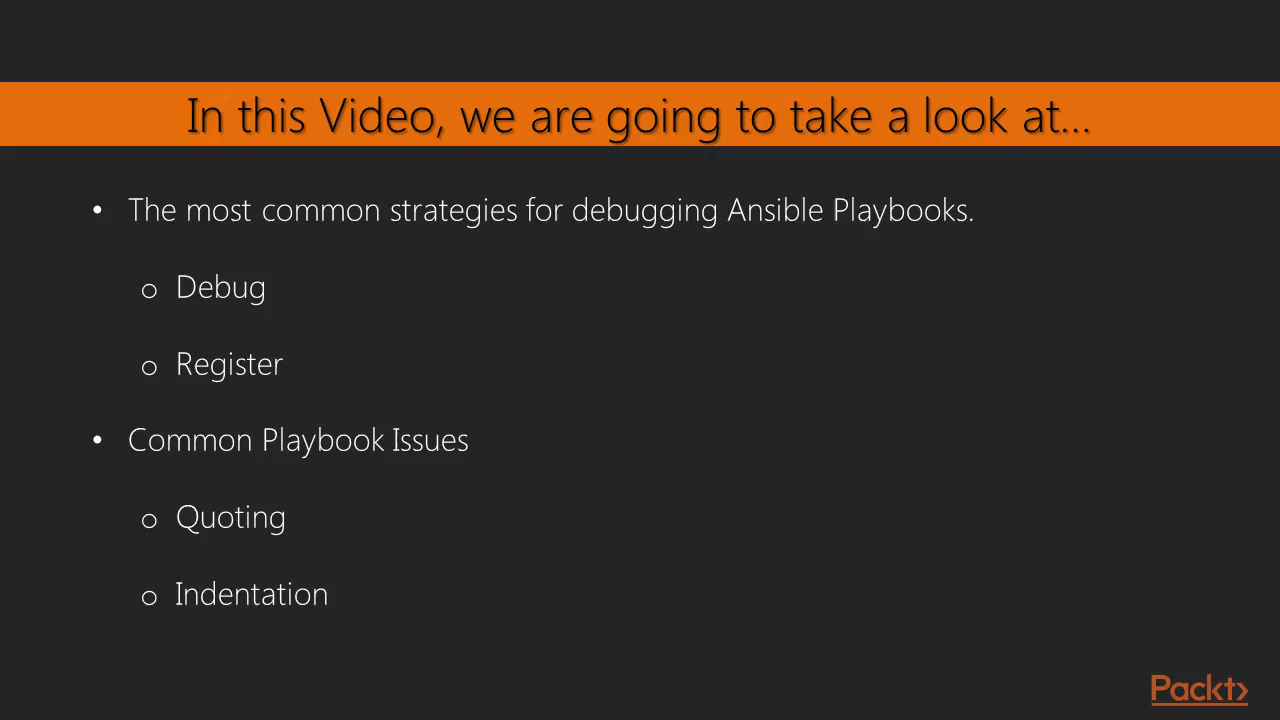 In this Video, we are going to take a look at...
• The most common strategies for debugging Ansible Playbooks.
o Debug
o Register
• Common Playbook Issues
o Quoting
o Indentation
Packt>